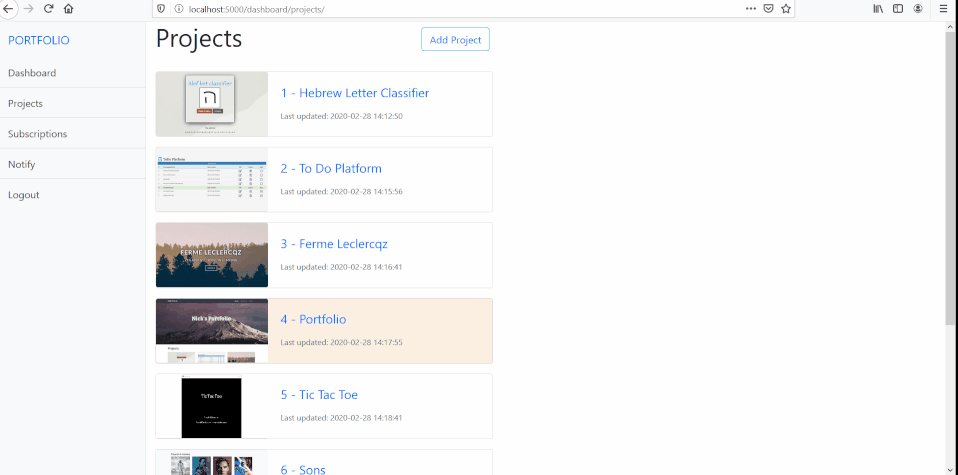 localhost:5000/dashboard/projects/
PORTFOLIO
Dashboard
Projects
Subscriptions
Notify
Logout
Projects
Add Project
Alef bet classifier
1 - Hebrew Letter Classifier
Last updated: 2020-02-28 14:12:50
ToDo Platform
2 - To Do Platform
Last updated: 2020-02-28 14:15:56
FERME LECLERCQZ
3 - Ferme Leclercqz
Last updated: 2020-02-28 14:16:41
Nick's Portfolio
Projects
4 - Portfolio
Last updated: 2020-02-28 14:17:55
Tic Tac Toe
5 - Tic Tac Toe
Last updated: 2020-02-28 14:18:41
6 - Sons